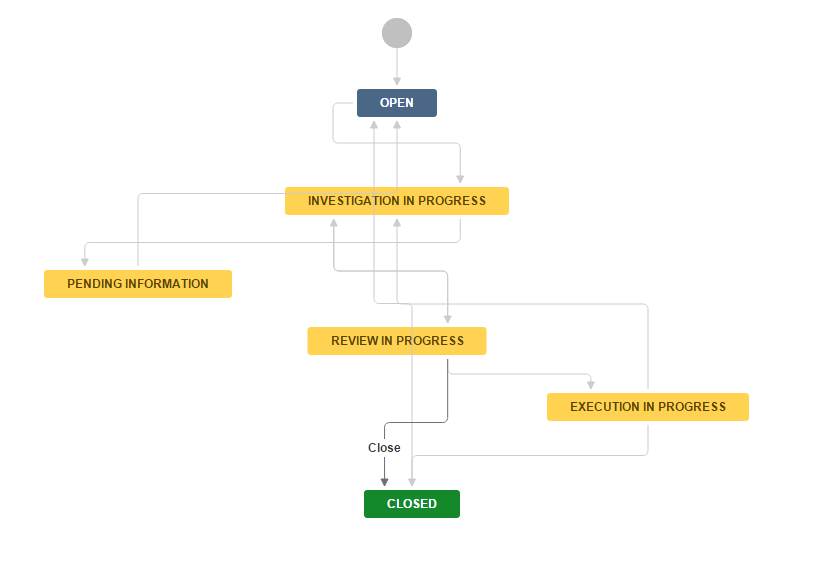 OPEN
INVESTIGATION IN PROGRESS
PENDING INFORMATION
REVIEW IN PROGRESS
EXECUTION IN PROGRESS
Close
CLOSED